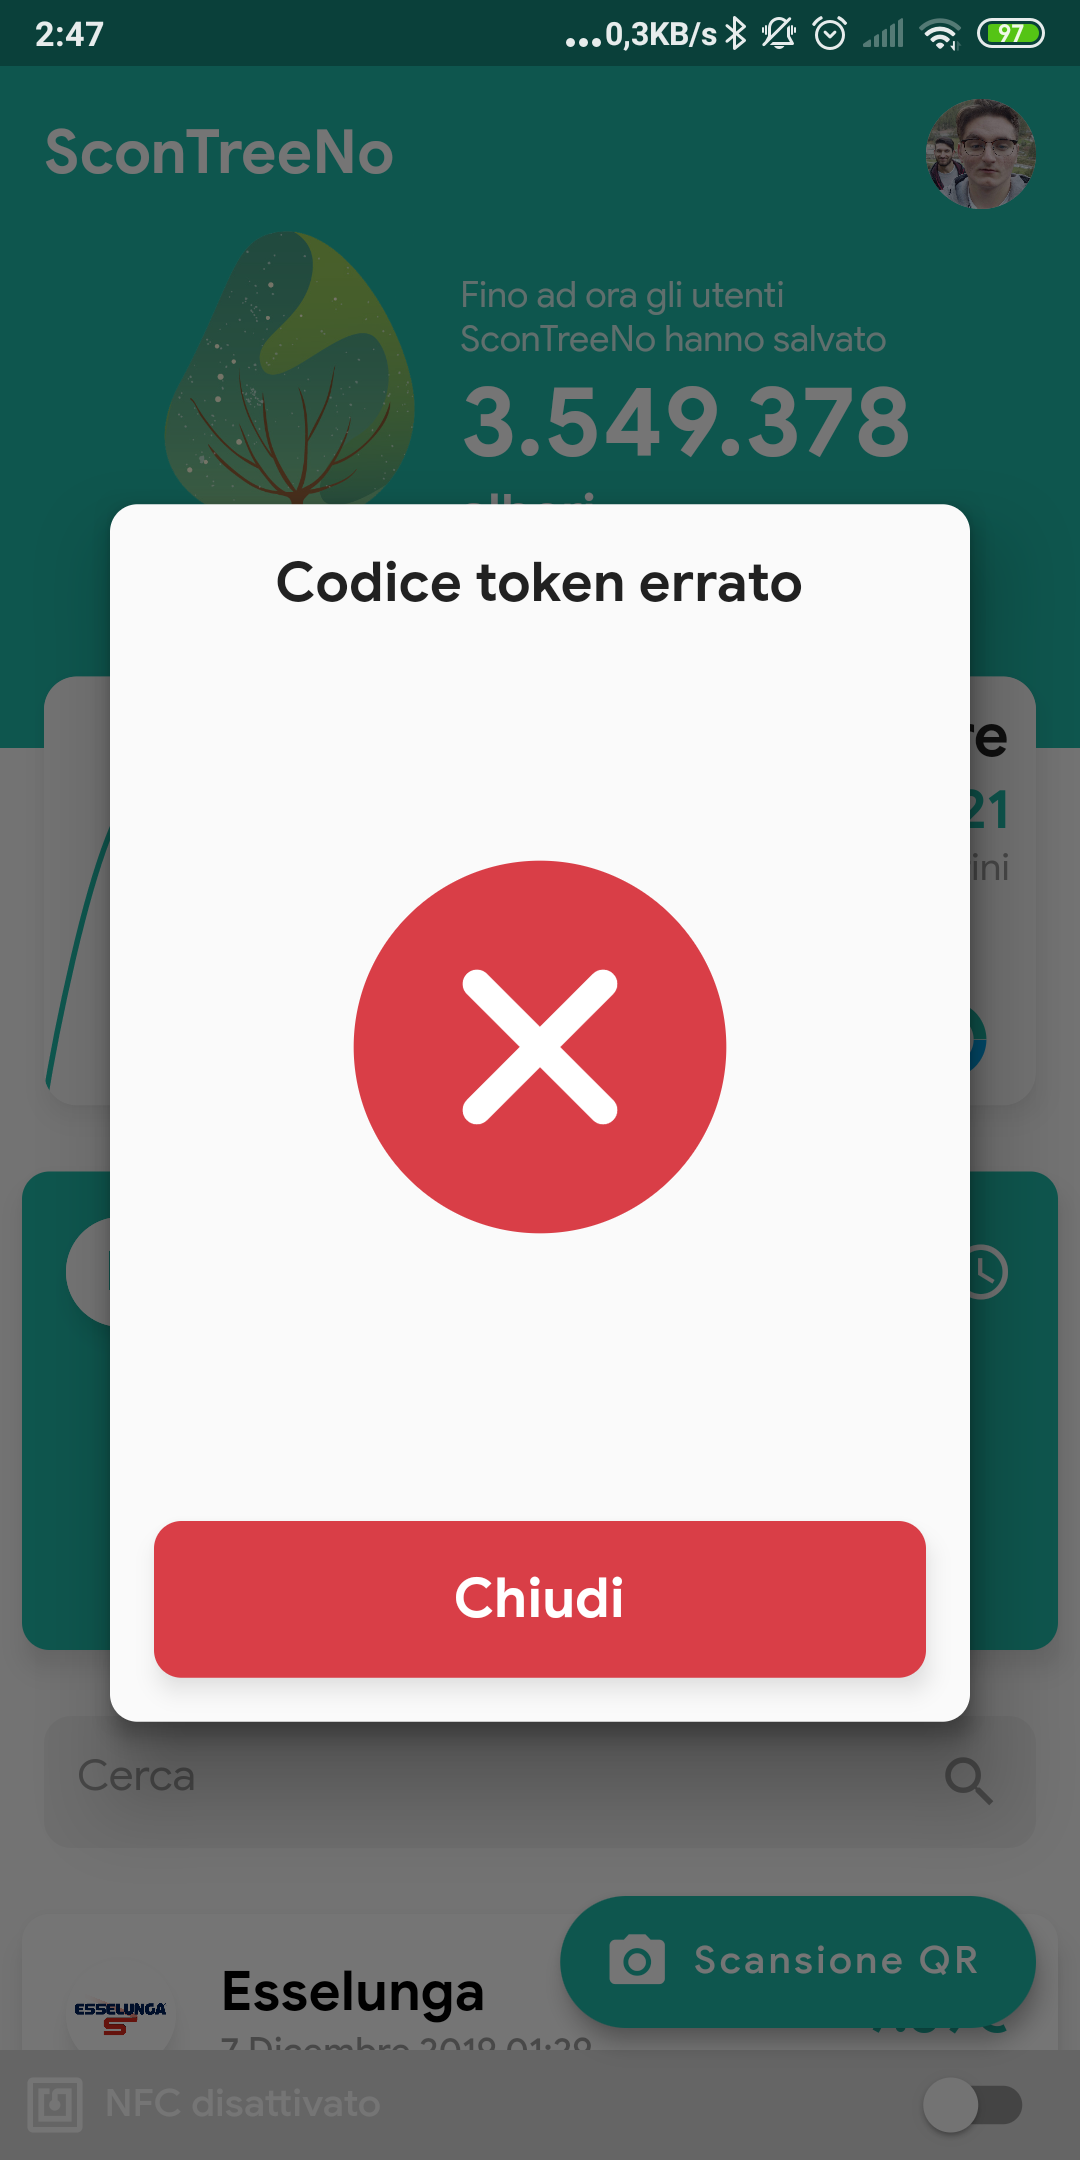 2:47
...0,3KB/s
97
SconTreeNo
Fino ad ora gli utenti
SconTreeNo hanno salvato
3.549.378
alberi
Codice token errato
re
21
ini
Chiudi
Cerca
Scansione QR
Esselunga
ESSELUNGA
7 Dicembre 2019 01:29
NFC disattivato